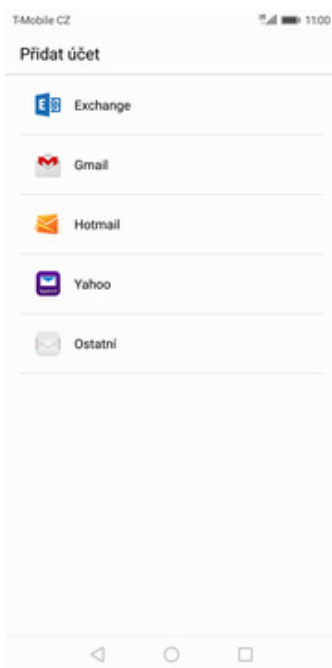 T-Mobile CZ 11:00
Přidat účet
Exchange
Gmail
Hotmail
Yahoo
Ostatní